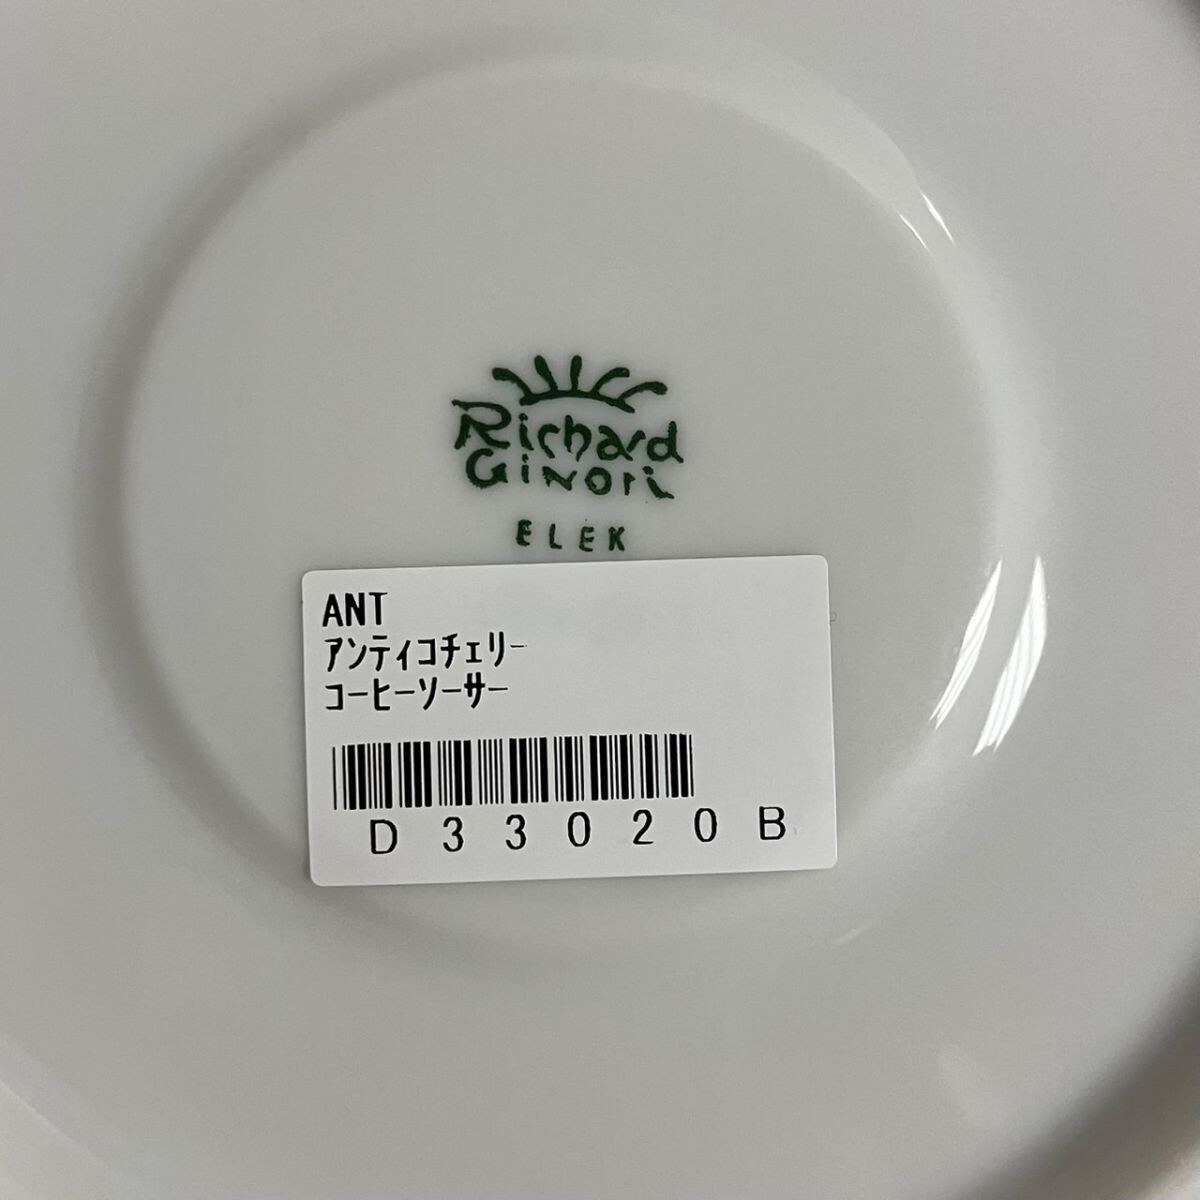 Richard
Ginori
ELEK
ANT
アンティコチェリー
コーヒーソーサー
D33020B